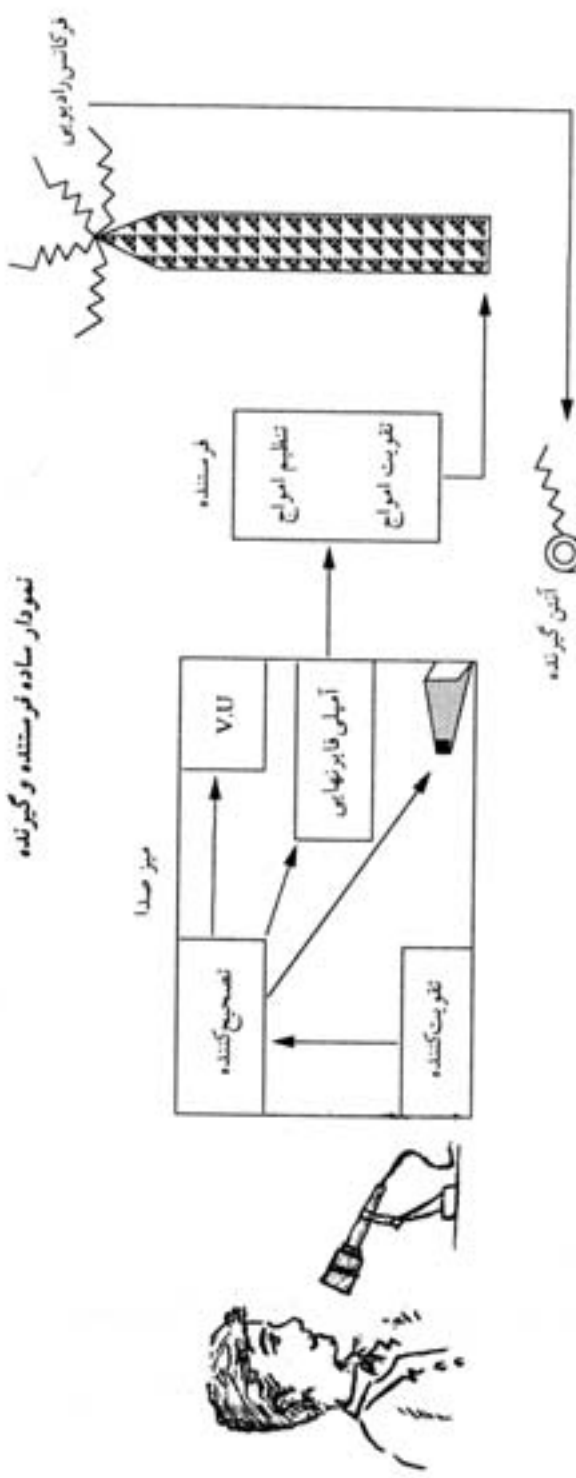 نمودار ساده فرستنده و گیرنده
میز صدا
تقویت‌کننده
تصحیح‌کننده
V.U
آمپلی فایرنهایی
فرستنده
تنظیم امواج
تقویت امواج
فرکانس رادیویی
آنتن گیرنده